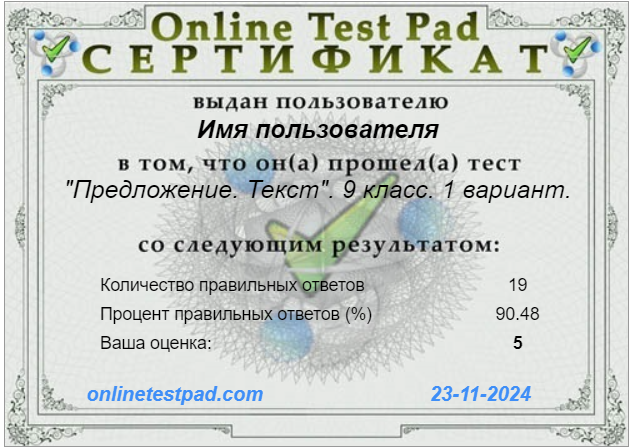 Online Test Pad
СЕРТИФИКАТ
выдан пользователю
Имя пользователя
в том, что он(а) прошел(а) тест
"Предложение. Текст". 9 класс. 1 вариант.
со следующим результатом:
Количество правильных ответов 19
Процент правильных ответов (%) 90.48
Ваша оценка: 5
onlinetestpad.com 23-11-2024